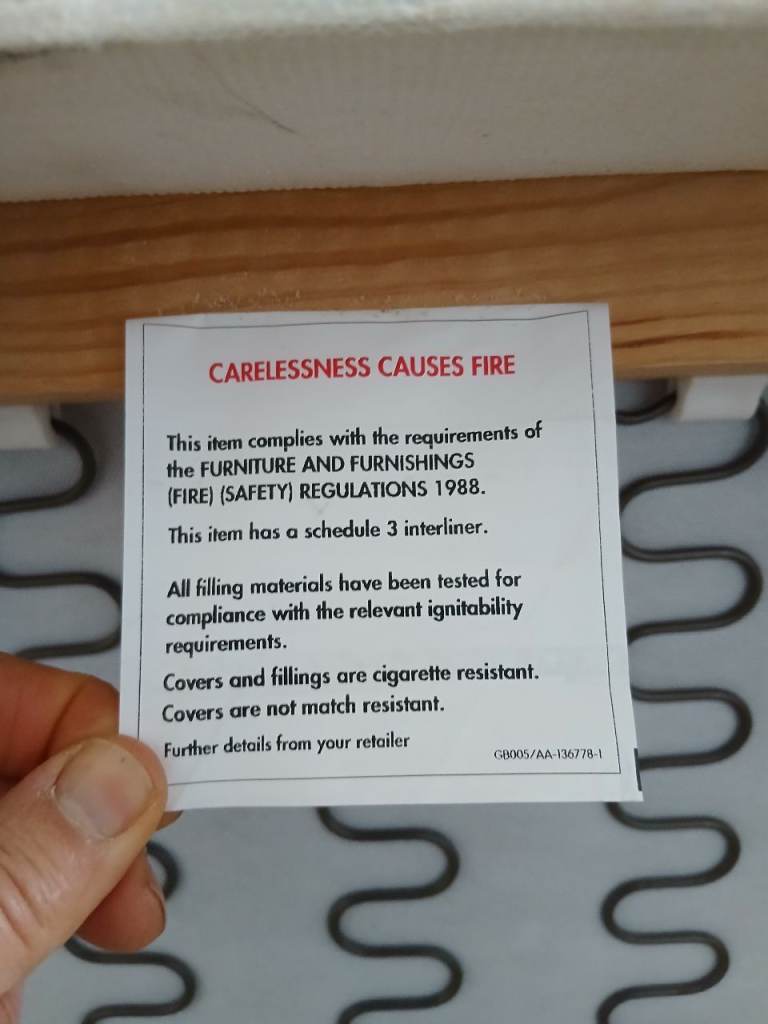 CARELESSNESS CAUSES FIRE
This item complies with the requirements of
the FURNITURE AND FURNISHINGS
(FIRE) (SAFETY) REGULATIONS 1988.
This item has a schedule 3 interliner.
All filling materials have been tested for
compliance with the relevant ignitability
requirements.
Covers and fillings are cigarette resistant.
Covers are not match resistant.
Further details from your retailer
GB005/AA-136778-1